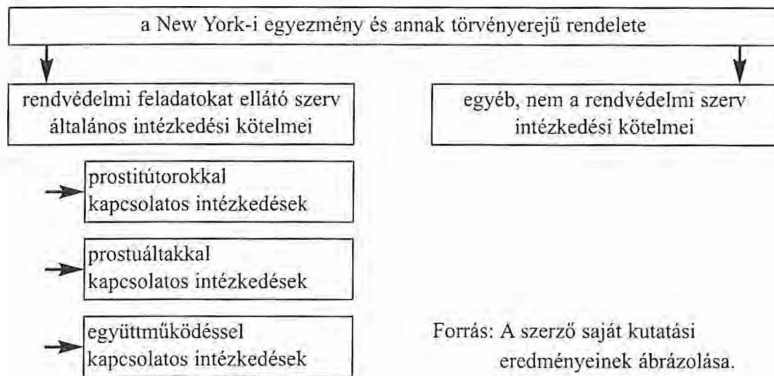 a New York-i egyezmény és annak törvényerejű rendelete
rendvédelmi feladatokat ellátó szerv
általános intézkedési kötelmei
egyéb, nem a rendvédelmi szerv
intézkedési kötelmei
prostitútorokkal
kapcsolatos intézkedések
prostuáltakkal
kapcsolatos intézkedések
együttműködéssel
kapcsolatos intézkedések
Forrás: A szerző saját kutatási
eredményeinek ábrázolása.